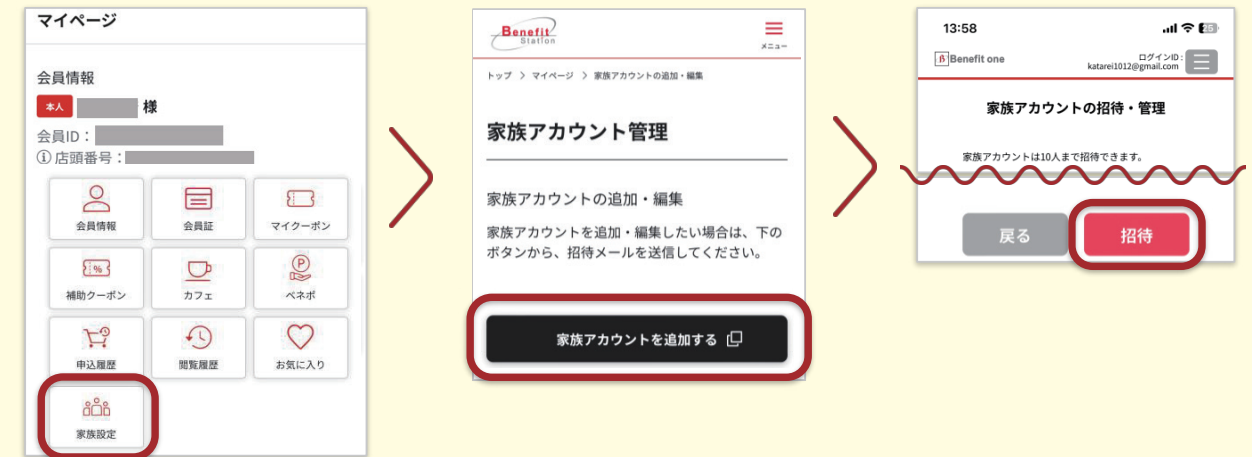 マイページ
会員情報
本人 様
会員ID：
ⓘ店頭番号：
会員情報
会員証
マイクーポン
補助クーポン
カフェ
ベネポ
申込履歴
閲覧履歴
お気に入り
家族設定
Benefit
Station
メニュー
トップ > マイページ > 家族アカウントの追加・編集
家族アカウント管理
家族アカウントの追加・編集
家族アカウントを追加・編集したい場合は、下の
ボタンから、招待メールを送信してください。
家族アカウントを追加する
13:58
25
Benefit one
ログインID：
katarei1012@gmail.com
家族アカウントの招待・管理
家族アカウントは10人まで招待できます。
戻る
招待